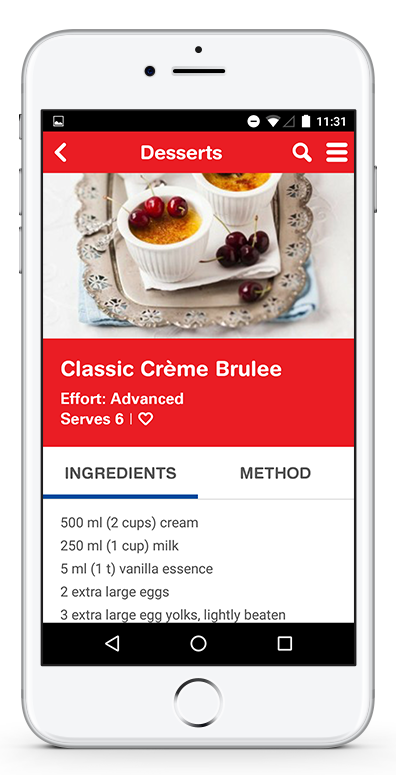 11:31
Desserts
Classic Crème Brulee
Effort: Advanced
Serves 6 |
INGREDIENTS METHOD
500 ml (2 cups) cream
250 ml (1 cup) milk
5 ml (1 t) vanilla essence
2 extra large eggs
3 extra large egg yolks, lightly beaten